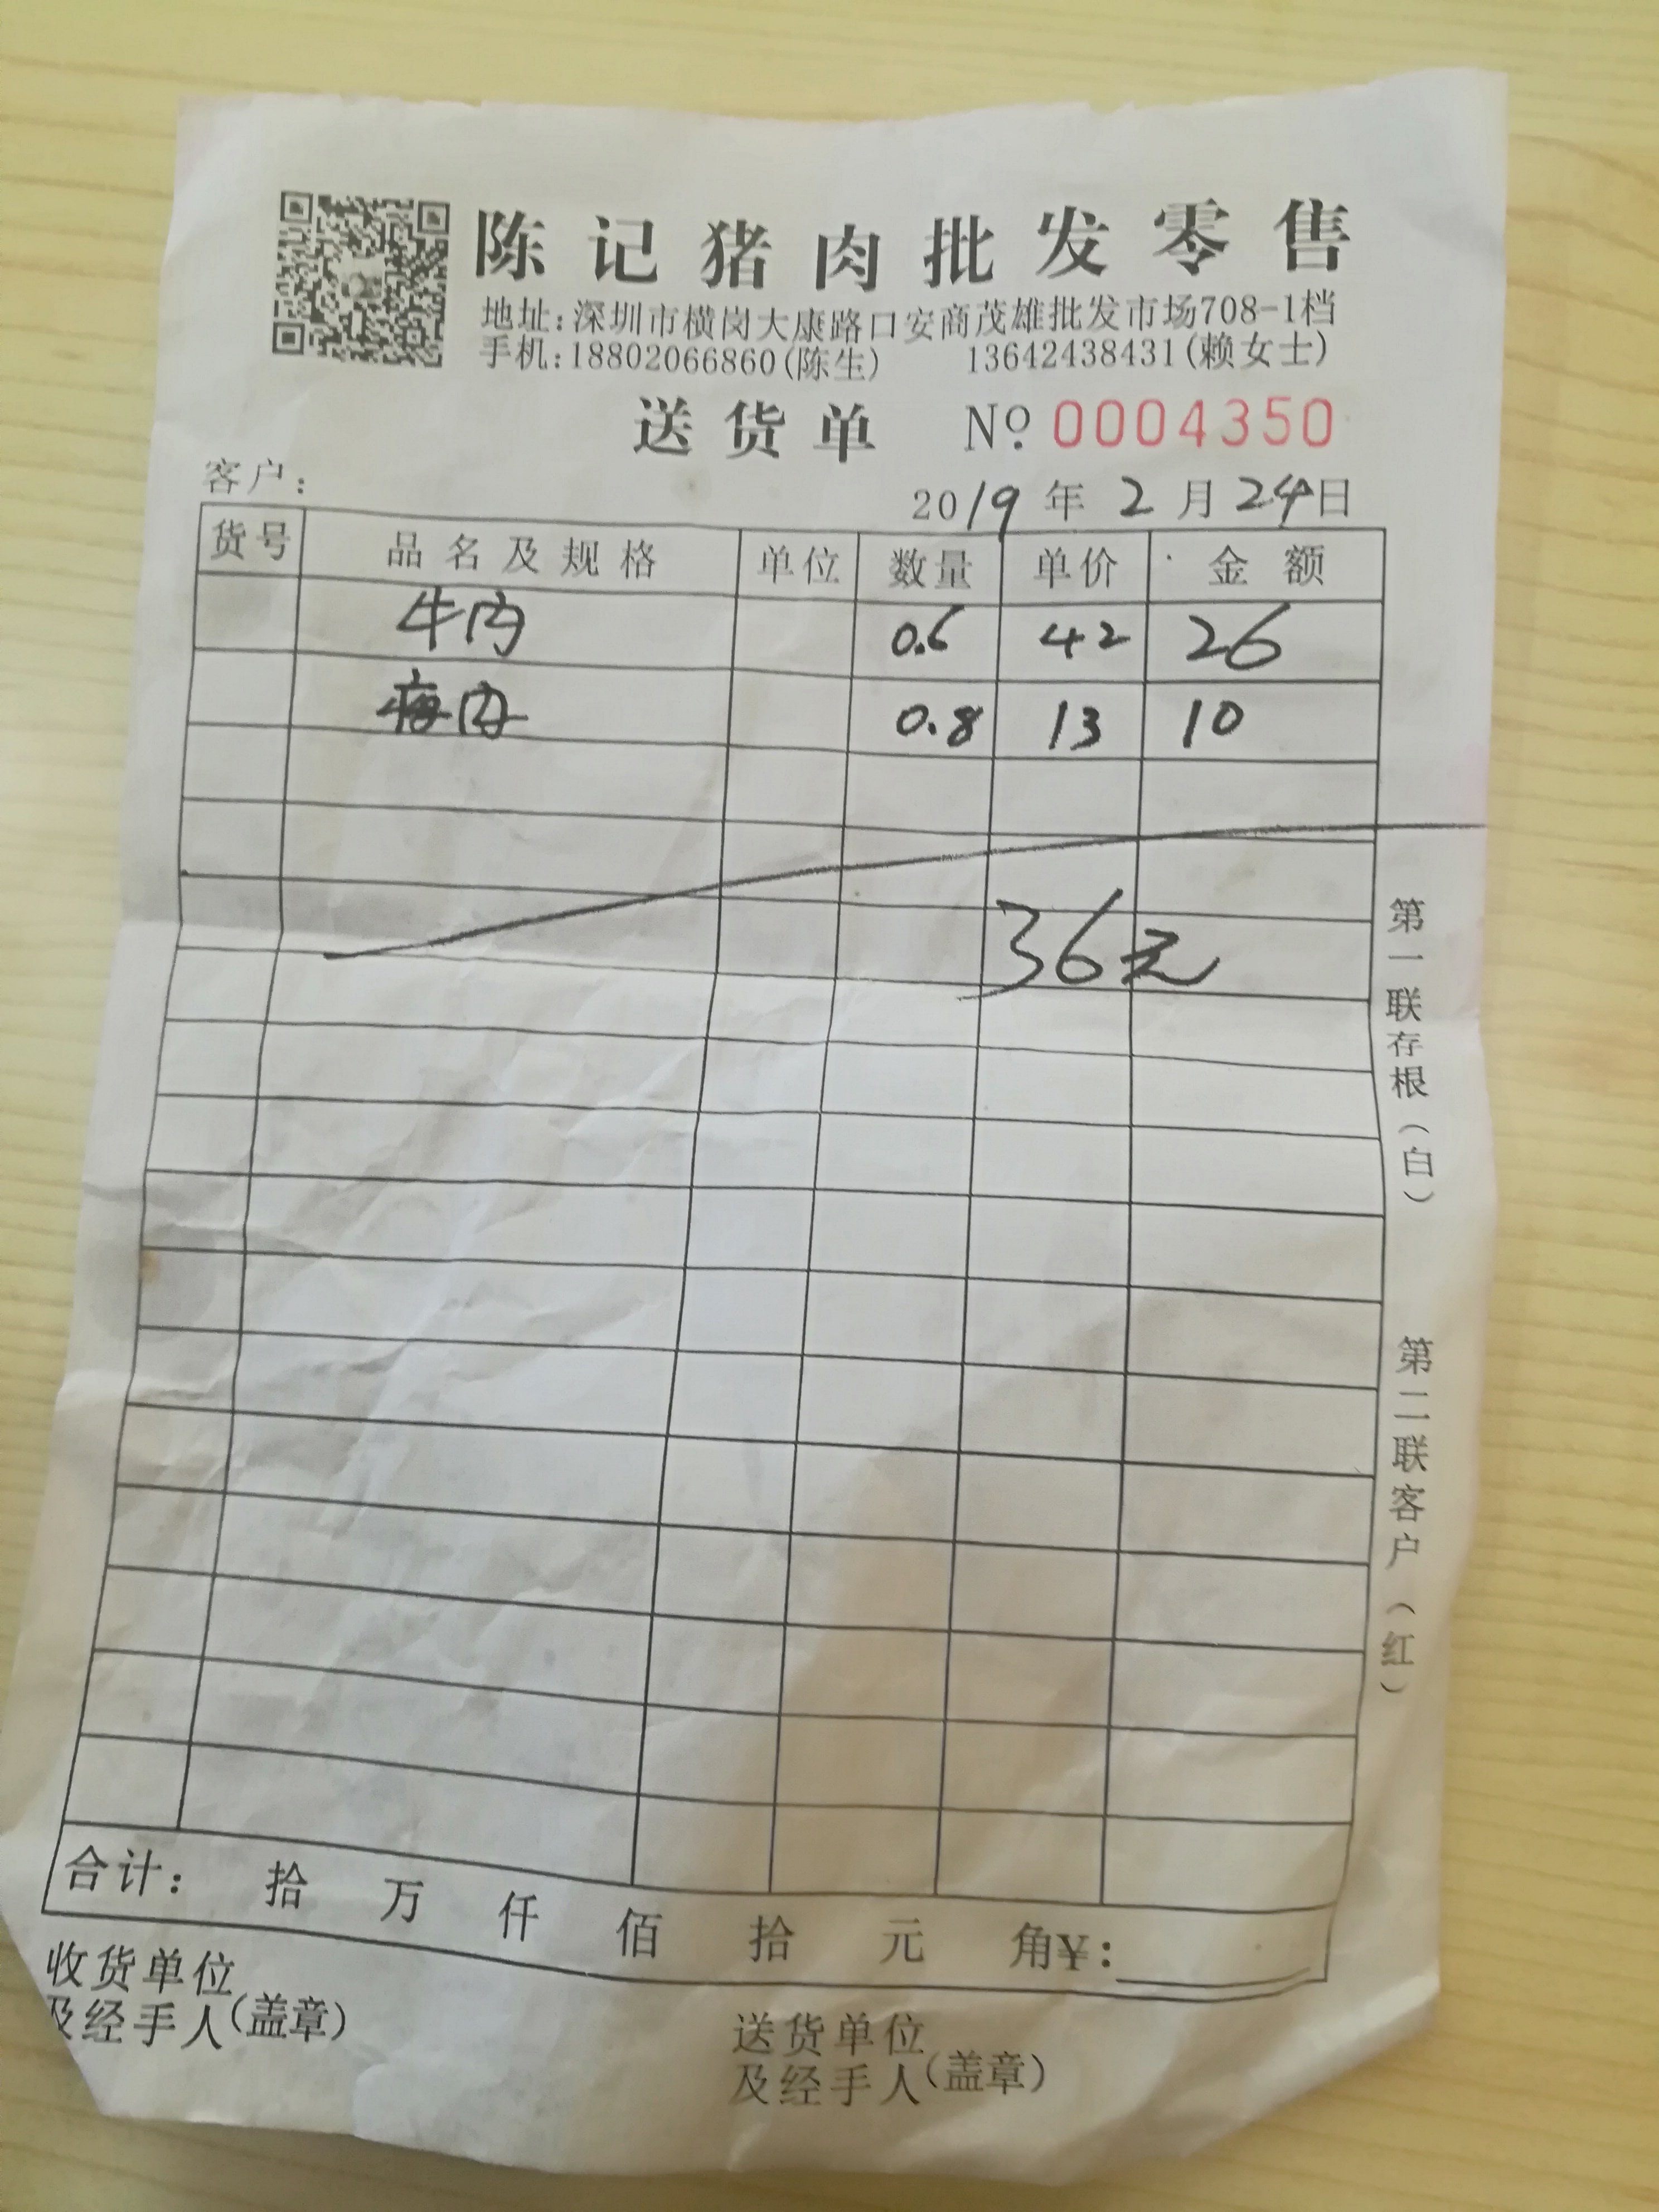 陈记猪肉批发零售
地址:深圳市横岗大康路口安商茂雄批发市场708-1档
手机:18802066860(陈生) 13642438431(赖女士)
送货单 Nº 0004350
客户:
2019年2月24日
货号 品名及规格 单位 数量 单价 金额
牛肉 0.6 42 26
肉 0.8 13 10
36元
第一联存根(白)
第二联客户(红)
合计: 拾 万 仟 佰 拾 元 角¥:
收货单位
及经手人(盖章)
送货单位
及经手人(盖章)